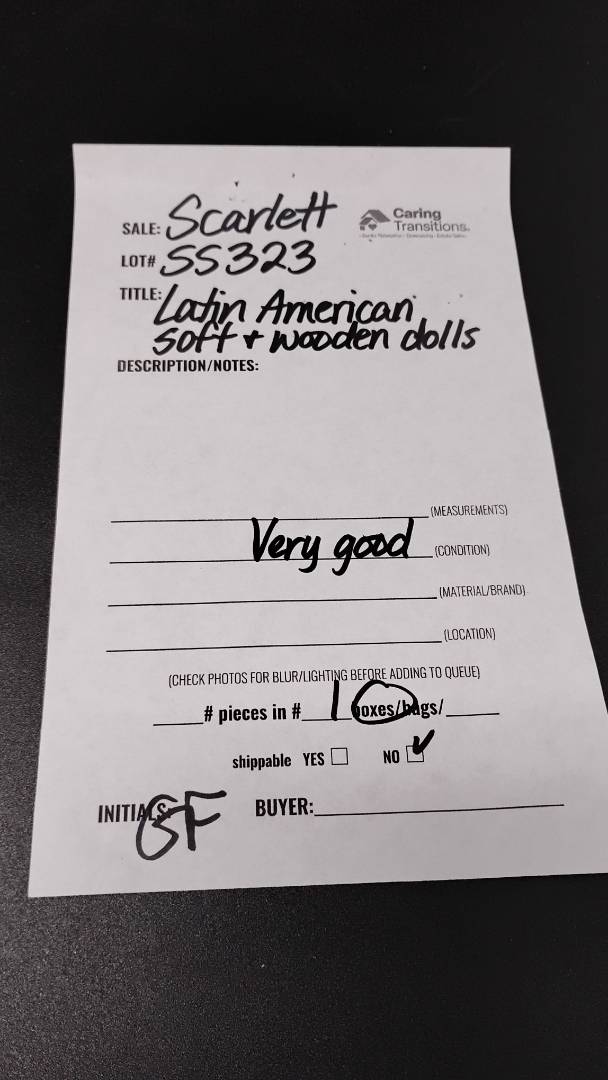 SALE: Scarlett
Caring
Transitions.
LOT# SS323
TITLE: Latin American
soft + wooden dolls
DESCRIPTION/NOTES:
(MEASUREMENTS)
Very good (CONDITION)
(MATERIAL/BRAND)
(LOCATION)
(CHECK PHOTOS FOR BLUR/LIGHTING BEFORE ADDING TO QUEUE)
# pieces in # 1 boxes/bags/
shippable YES NO
INITIALS: GF BUYER: